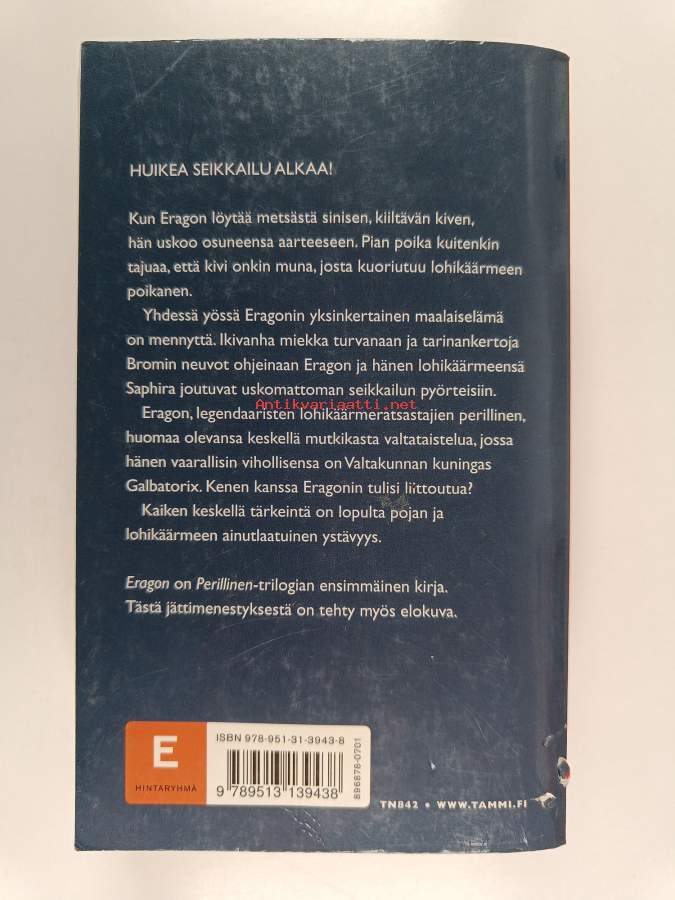 HUIKEA SEIKKAILU ALKAA!
Kun Eragon löytää metsästä sinisen, kiiltävän kiven,
hän uskoo osuneensa aarteeseen. Pian poika kuitenkin
tajuaa, että kivi onkin muna, josta kuoriutuu lohikäärmeen
poikanen.
Yhdessä yössä Eragonin yksinkertainen maalaiselämä
on mennyttä. Ikivanha miekka turvanaan ja tarinankertoja
Bromin neuvot ohjeinaan Eragon ja hänen lohikäärmeensä
Saphira joutuvat uskomattoman seikkailun pyörteisiin.
Antikvariaatti.net
Eragon, legendaaristen lohikäärmeratsastajien perillinen,
huomaa olevansa keskellä mutkikasta valtataistelua, jossa
hänen vaarallisin vihollisensa on Valtakunnan kuningas
Galbatorix. Kenen kanssa Eragonin tulisi liittoutua?
Kaiken keskellä tärkeintä on lopulta pojan ja
lohikäärmeen ainutlaatuinen ystävyys.
Eragon on Perillinen-trilogian ensimmäinen kirja.
Tästä jättimenestyksestä on tehty myös elokuva.
E
HINTARYHMÄ
ISBN 978-951-31-3943-8
9 789513 139438
896878-0701
TN842 • WWW.TAMMI.FI